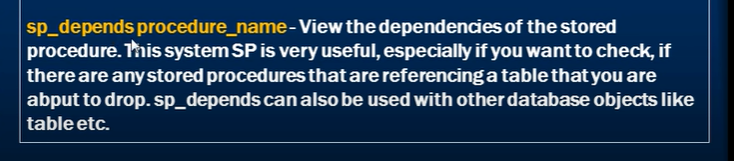 sp_depends procedure_name - View the dependencies of the stored
procedure. This system SP is very useful, especially if you want to check, if
there are any stored procedures that are referencing a table that you are
abput to drop. sp_depends can also be used with other database objects like
table etc.